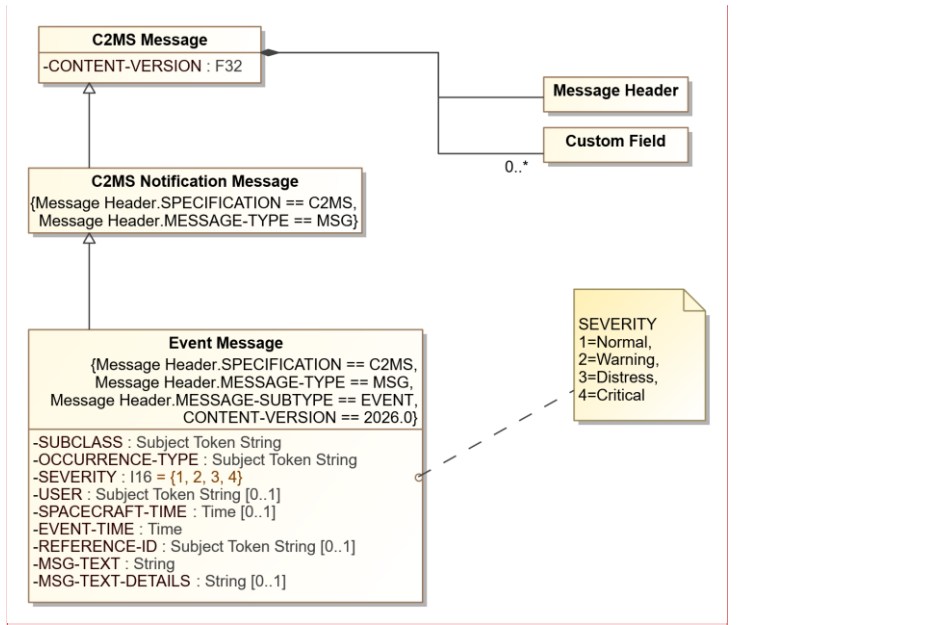 C2MS Message
-CONTENT-VERSION : F32
Message Header
Custom Field
0..*
C2MS Notification Message
{Message Header.SPECIFICATION == C2MS,
Message Header.MESSAGE-TYPE == MSG}
SEVERITY
1=Normal,
2=Warning,
3=Distress,
4=Critical
Event Message
{Message Header.SPECIFICATION == C2MS,
Message Header.MESSAGE-TYPE == MSG,
Message Header.MESSAGE-SUBTYPE == EVENT,
CONTENT-VERSION == 2026.0}
-SUBCLASS : Subject Token String
-OCCURRENCE-TYPE : Subject Token String
-SEVERITY : I16 = {1, 2, 3, 4}
-USER : Subject Token String [0..1]
-SPACECRAFT-TIME : Time [0..1]
-EVENT-TIME : Time
-REFERENCE-ID : Subject Token String [0..1]
-MSG-TEXT : String
-MSG-TEXT-DETAILS : String [0..1]